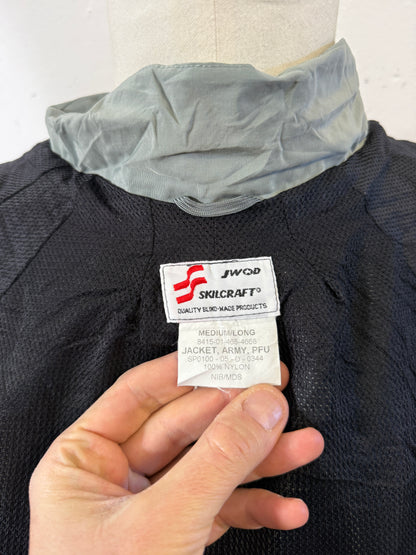 JWOD
SKILCRAFT®
QUALITY BLIND-MADE PRODUCTS
MEDIUM/LONG
8415-01-465-4655
JACKET, ARMY, PFU
SP0100 - 05 - D - 0344
100% NYLON
NIB/MDS